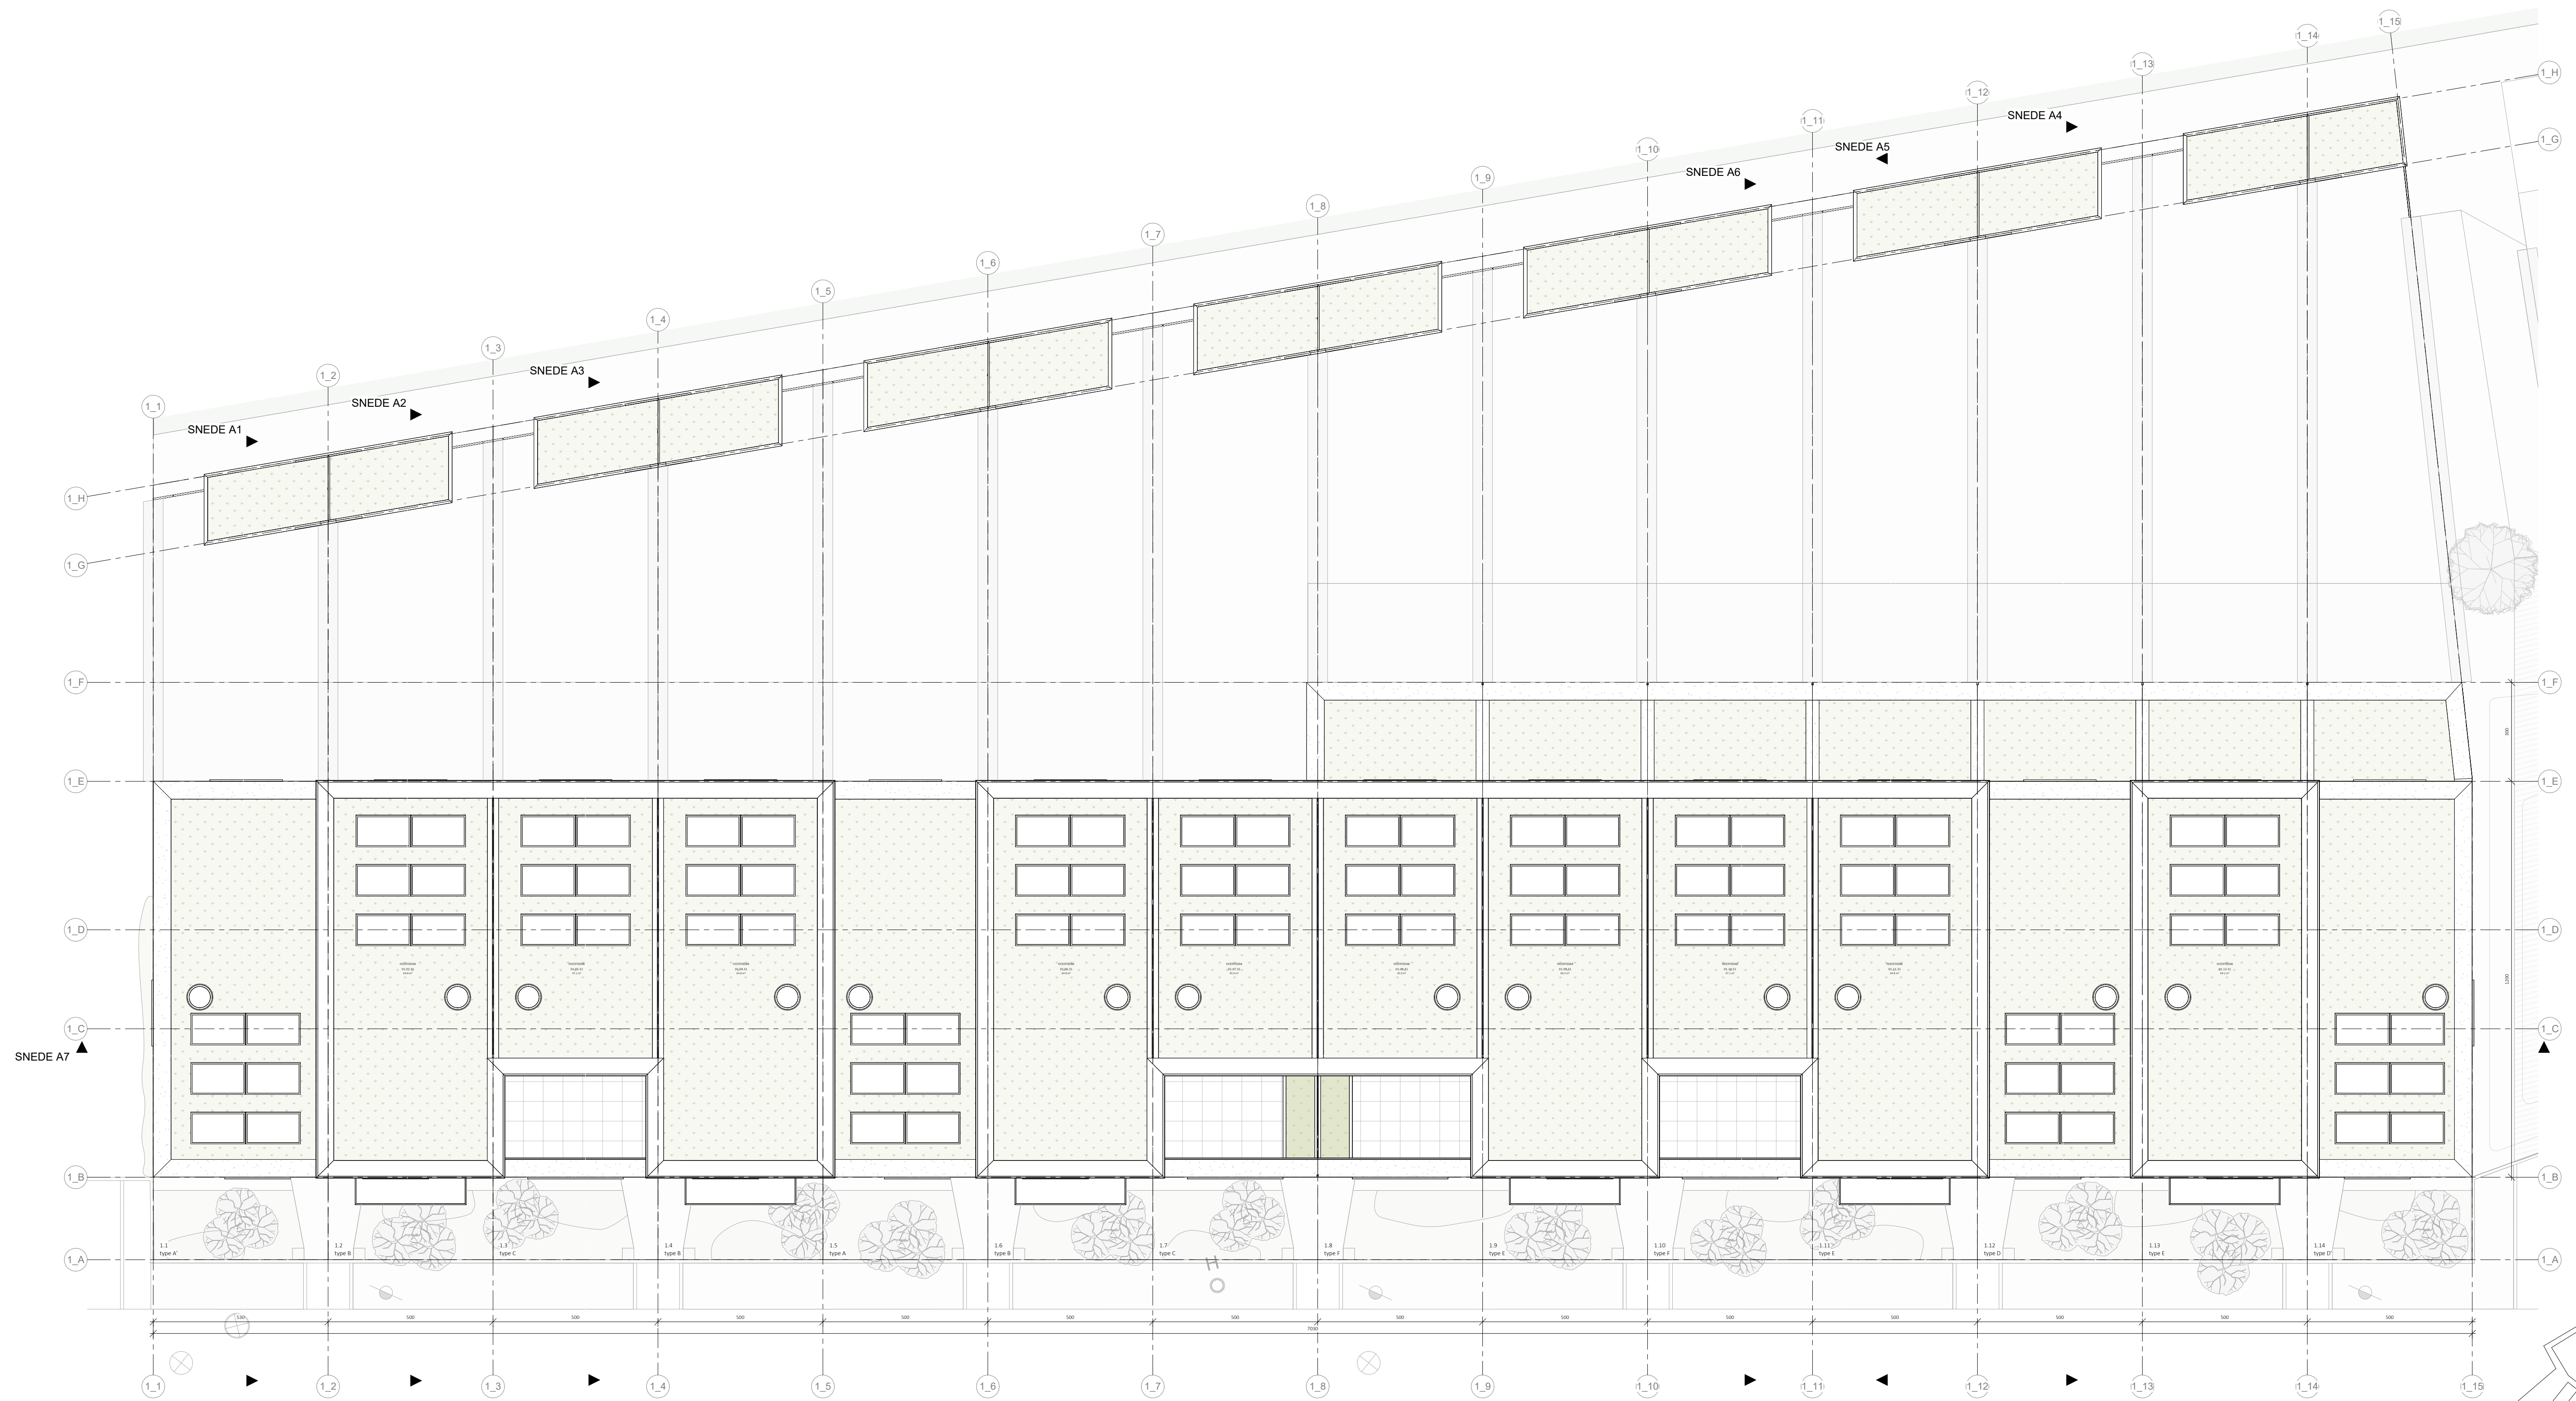 1_15
1_14
1_13
1_12
1_11
1_10
1_9
1_8
1_7
1_6
1_5
1_4
1_3
1_2
1_1
1_H
1_G
SNEDE A4
SNEDE A5
SNEDE A6
SNEDE A3
SNEDE A2
SNEDE A1
1_H
1_G
1_F
1_F
300
1_E
1_E
1_D
1_D
1200
1_C
1_C
SNEDE A7
1_B
1_B
1.1
type A'
1.2
type B
1.3
type C
1.4
type B
1.5
type A
1.6
type B
1.7
type C
1.8
type F
1.9
type E
1.10
type F
1.11
type E
1.12
type D
1.13
type E
1.14
type D'
1_A
1_A
H
530 500 500 500 500 500 500 500 500 500 500 500 500 500
7030
1_1 1_2 1_3 1_4 1_5 1_6 1_7 1_8 1_9 1_10 1_11 1_12 1_13 1_14 1_15